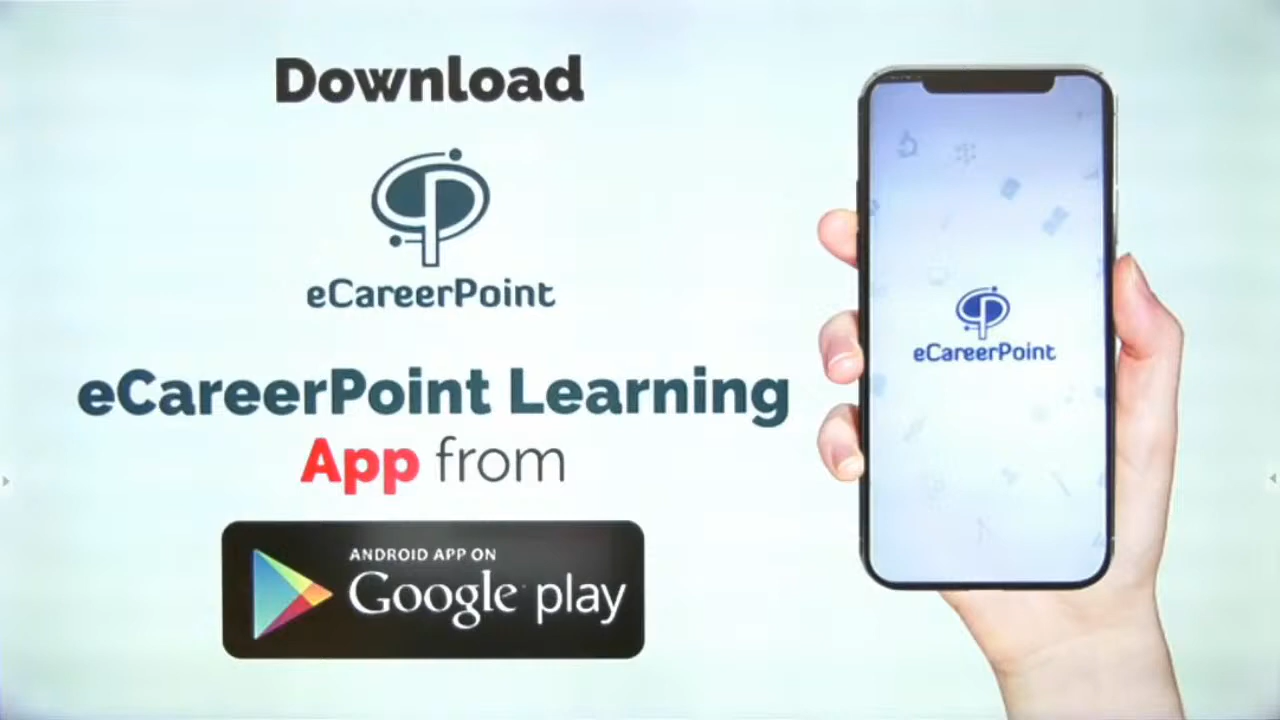 Download
eCareerPoint
eCareerPoint Learning
App from
ANDROID APP ON
Google play
eCareerPoint